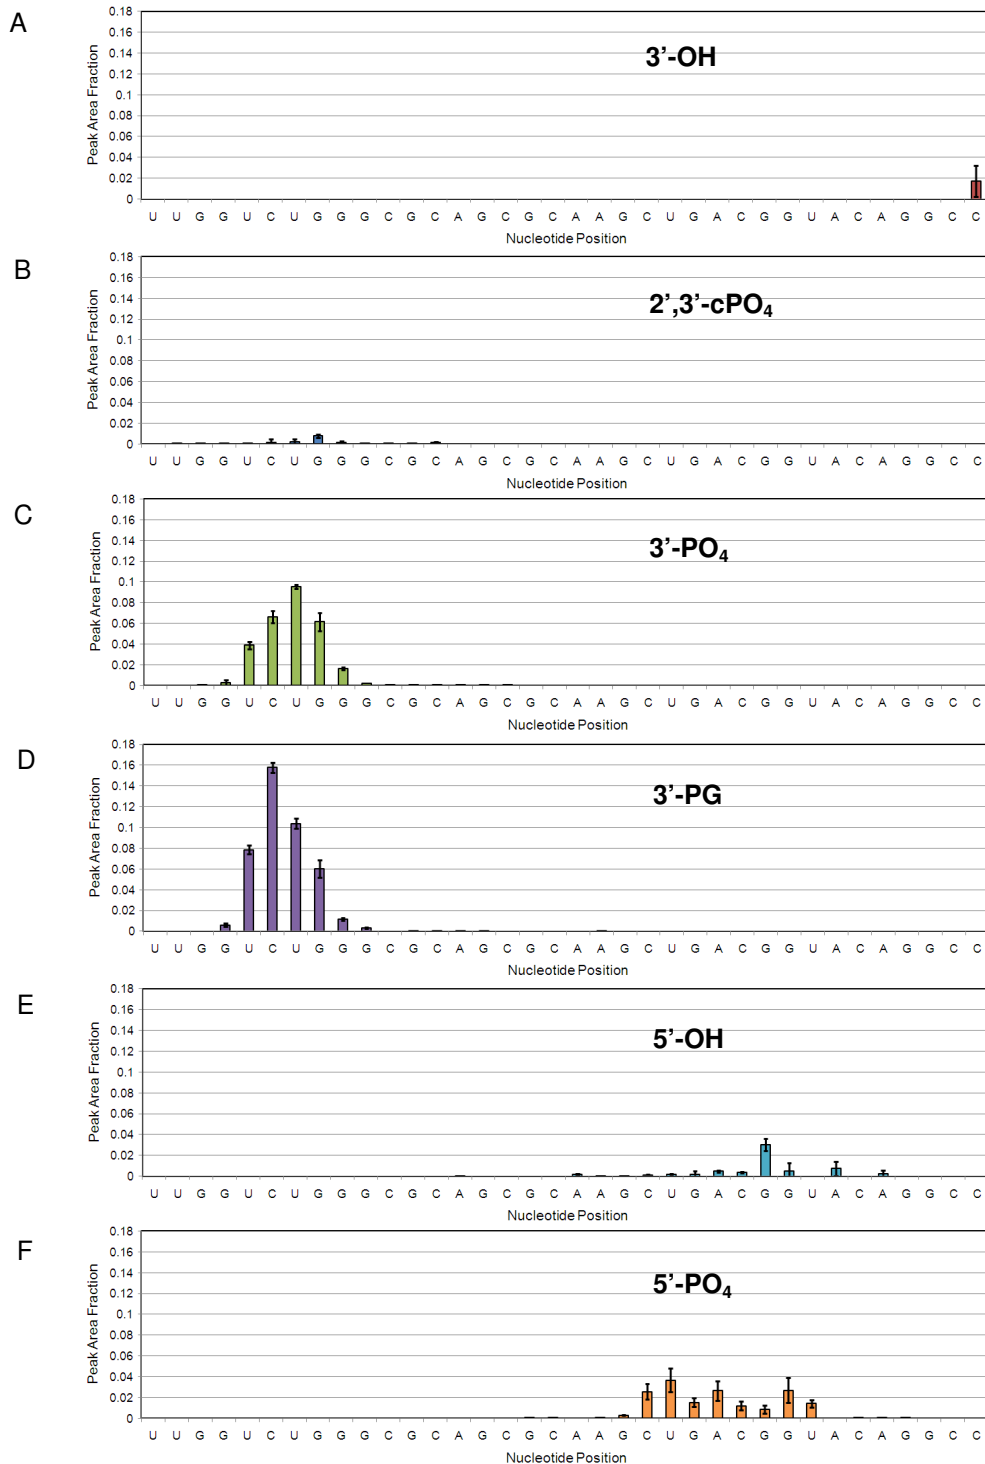 A
0.18
0.16
0.14
0.12
0.1
0.08
0.06
0.04
0.02
0
Peak Area Fraction
3'-OH
U U G G U C U G G G C G C A G C G C A A G C U G A C G G U A C A G G C C
Nucleotide Position
B
0.18
0.16
0.14
0.12
0.1
0.08
0.06
0.04
0.02
0
Peak Area Fraction
2',3'-cPO₄
U U G G U C U G G G C G C A G C G C A A G C U G A C G G U A C A G G C C
Nucleotide Position
C
0.18
0.16
0.14
0.12
0.1
0.08
0.06
0.04
0.02
0
Peak Area Fraction
3'-PO₄
U U G G U C U G G G C G C A G C G C A A G C U G A C G G U A C A G G C C
Nucleotide Position
D
0.18
0.16
0.14
0.12
0.1
0.08
0.06
0.04
0.02
0
Peak Area Fraction
3'-PG
U U G G U C U G G G C G C A G C G C A A G C U G A C G G U A C A G G C C
Nucleotide Position
E
0.18
0.16
0.14
0.12
0.1
0.08
0.06
0.04
0.02
0
Peak Area Fraction
5'-OH
U U G G U C U G G G C G C A G C G C A A G C U G A C G G U A C A G G C C
Nucleotide Position
F
0.18
0.16
0.14
0.12
0.1
0.08
0.06
0.04
0.02
0
Peak Area Fraction
5'-PO₄
U U G G U C U G G G C G C A G C G C A A G C U G A C G G U A C A G G C C
Nucleotide Position